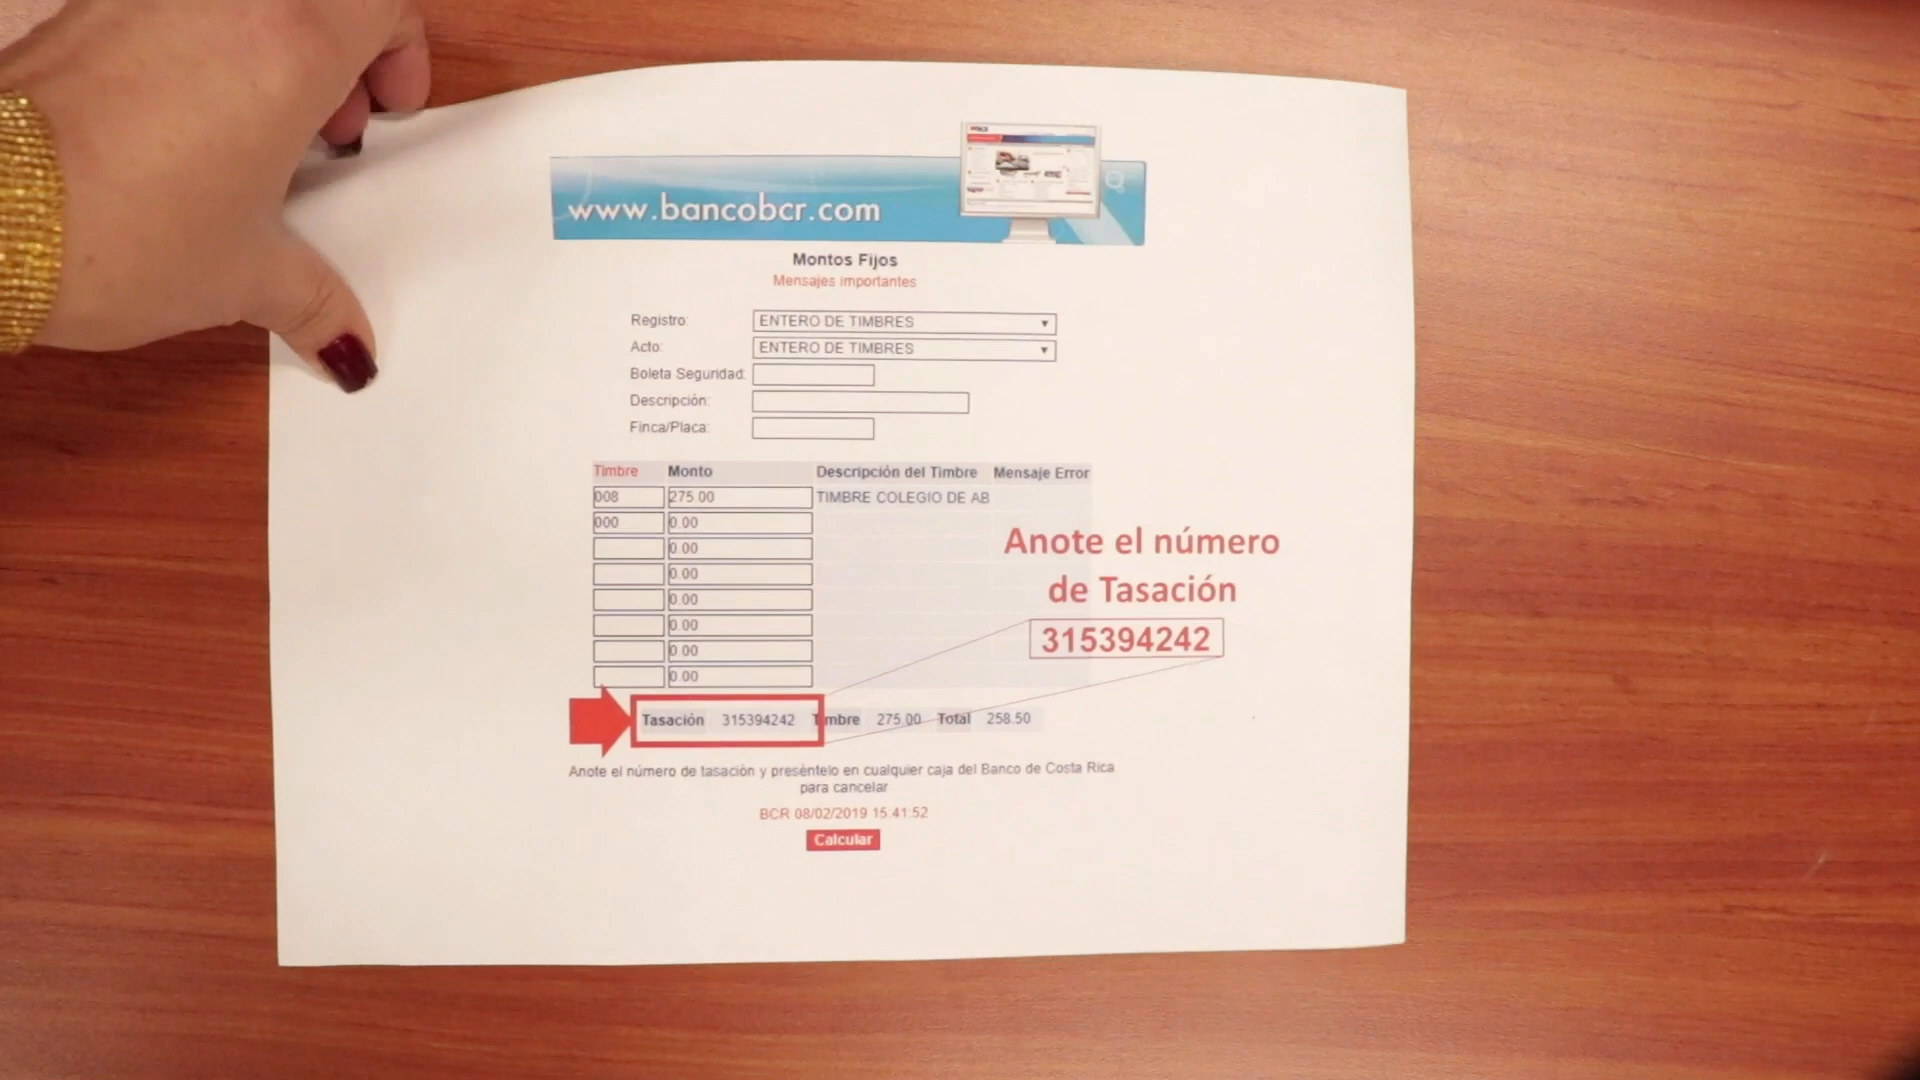 www.bancobcr.com
Montos Fijos
Mensajes importantes
Registro: ENTERO DE TIMBRES
Acto: ENTERO DE TIMBRES
Boleta Seguridad:
Descripción:
Finca/Placa:
Timbre Monto Descripción del Timbre Mensaje Error
008 275.00 TIMBRE COLEGIO DE AB
000 0.00
0.00
0.00
0.00
0.00
0.00
0.00
Anote el número
de Tasación
315394242
Tasación 315394242 Timbre 275.00 Total 258.50
Anote el número de tasación y preséntelo en cualquier caja del Banco de Costa Rica
para cancelar
BCR 08/02/2019 15:41:52
Calcular